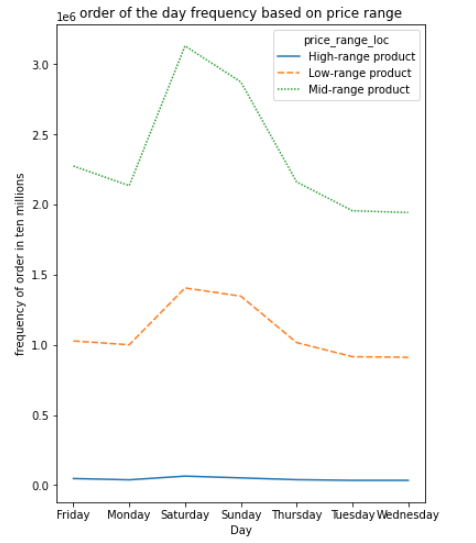 1e6 order of the day frequency based on price range
price_range_loc
High-range product
Low-range product
Mid-range product
3.0
2.5
2.0
1.5
1.0
0.5
0.0
frequency of order in ten millions
Friday Monday Saturday Sunday Thursday Tuesday Wednesday
Day